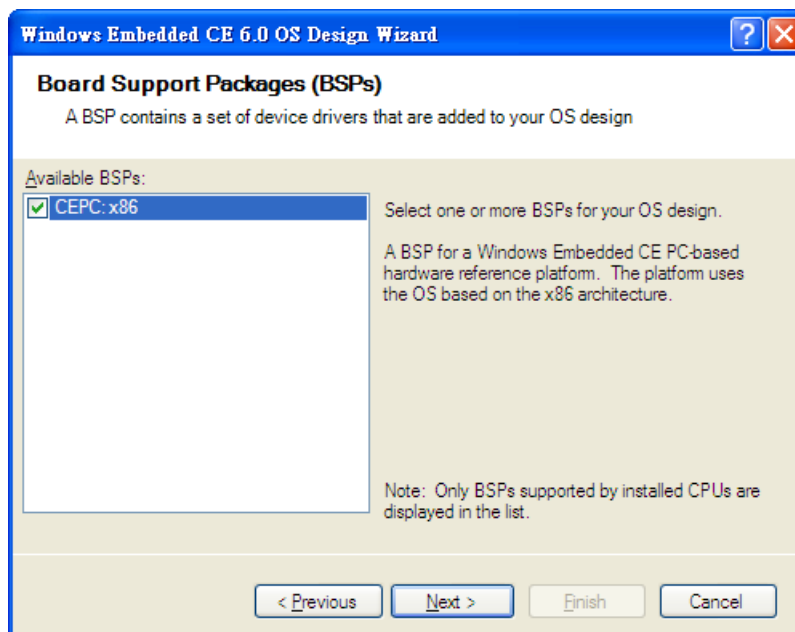 Windows Embedded CE 6.0 OS Design Wizard
Board Support Packages (BSPs)
A BSP contains a set of device drivers that are added to your OS design
Available BSPs:
CEPC: x86
Select one or more BSPs for your OS design.
A BSP for a Windows Embedded CE PC-based
hardware reference platform. The platform uses
the OS based on the x86 architecture.
Note: Only BSPs supported by installed CPUs are
displayed in the list.
< Previous
Next >
Finish
Cancel